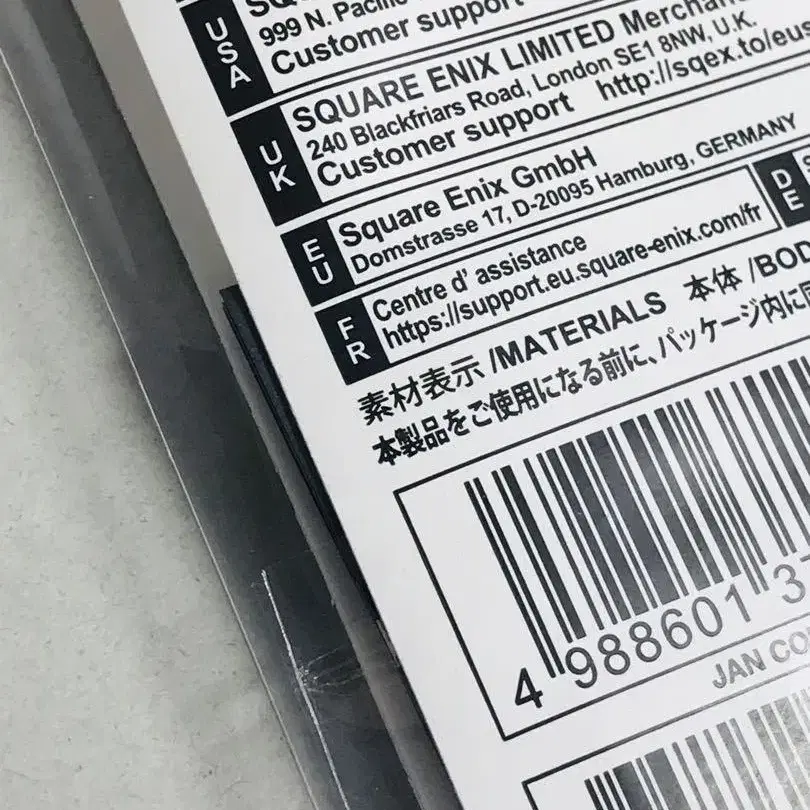 USA
999 N. Pacific
Customer support
UK
SQUARE ENIX LIMITED
240 Blackfriars Road, London SE1 8NW, U.K.
Customer support http://sqex.to/eu
EU
Square Enix GmbH
Domstrasse 17, D-20095 Hamburg, GERMANY
DE
FR
Centre d' assistance
https://support.eu.square-enix.com/fr
素材表示 /MATERIALS 本体 /BOD
本製品をご使用になる前に、パッケージ内に
4 988601 3
JAN CO